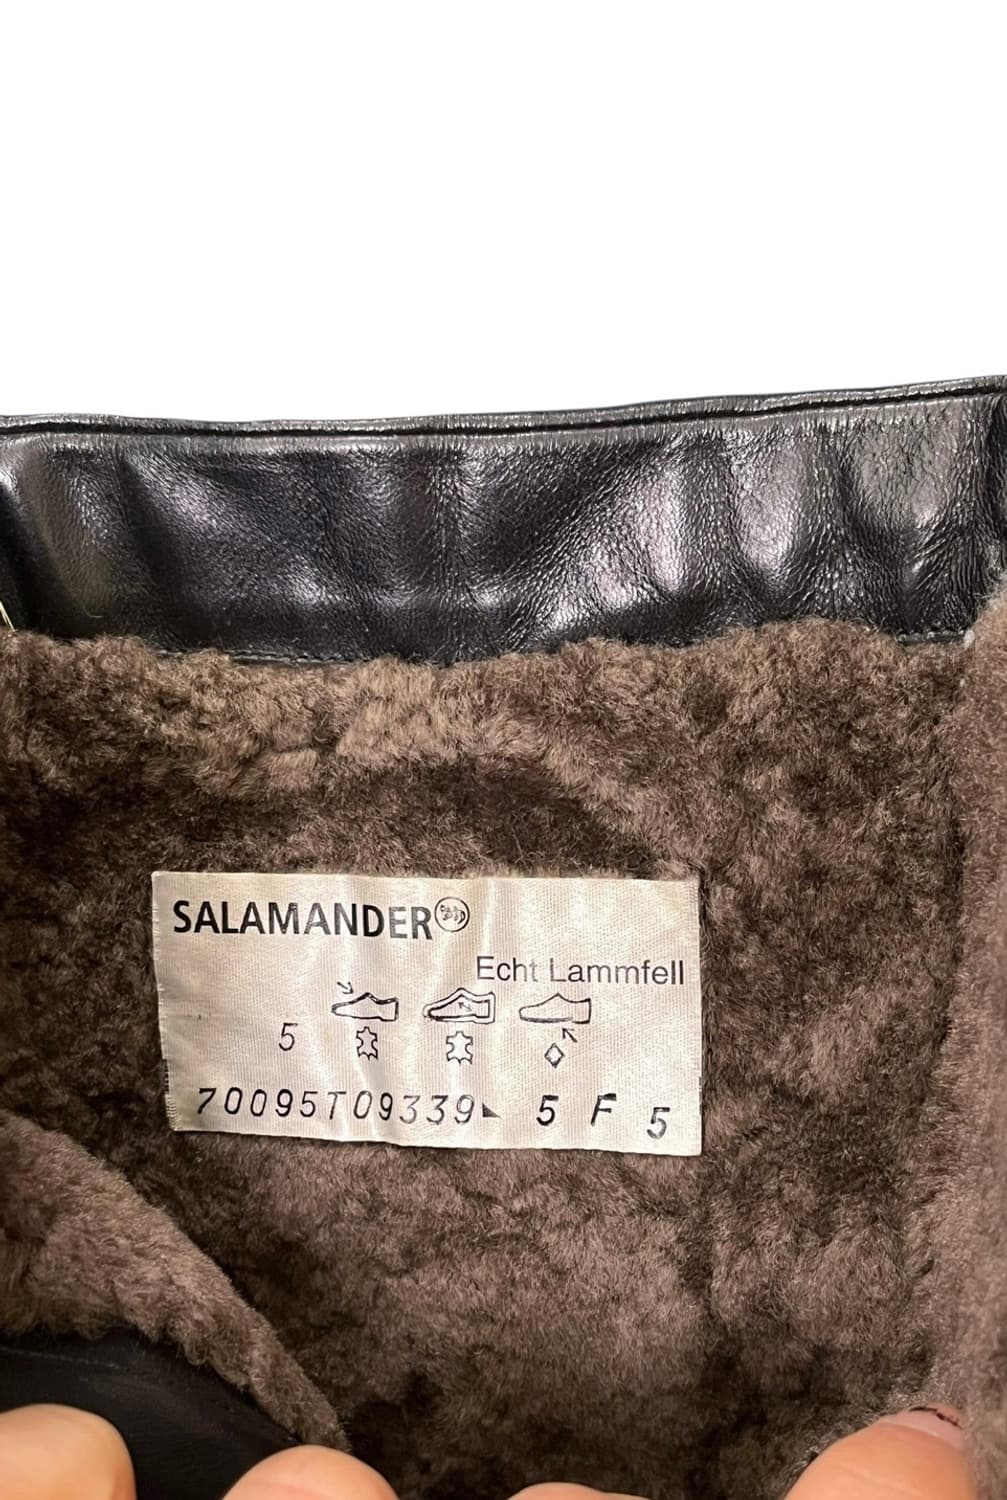 SALAMANDER
Echt Lammfell
5
70095T09339 5 F 5